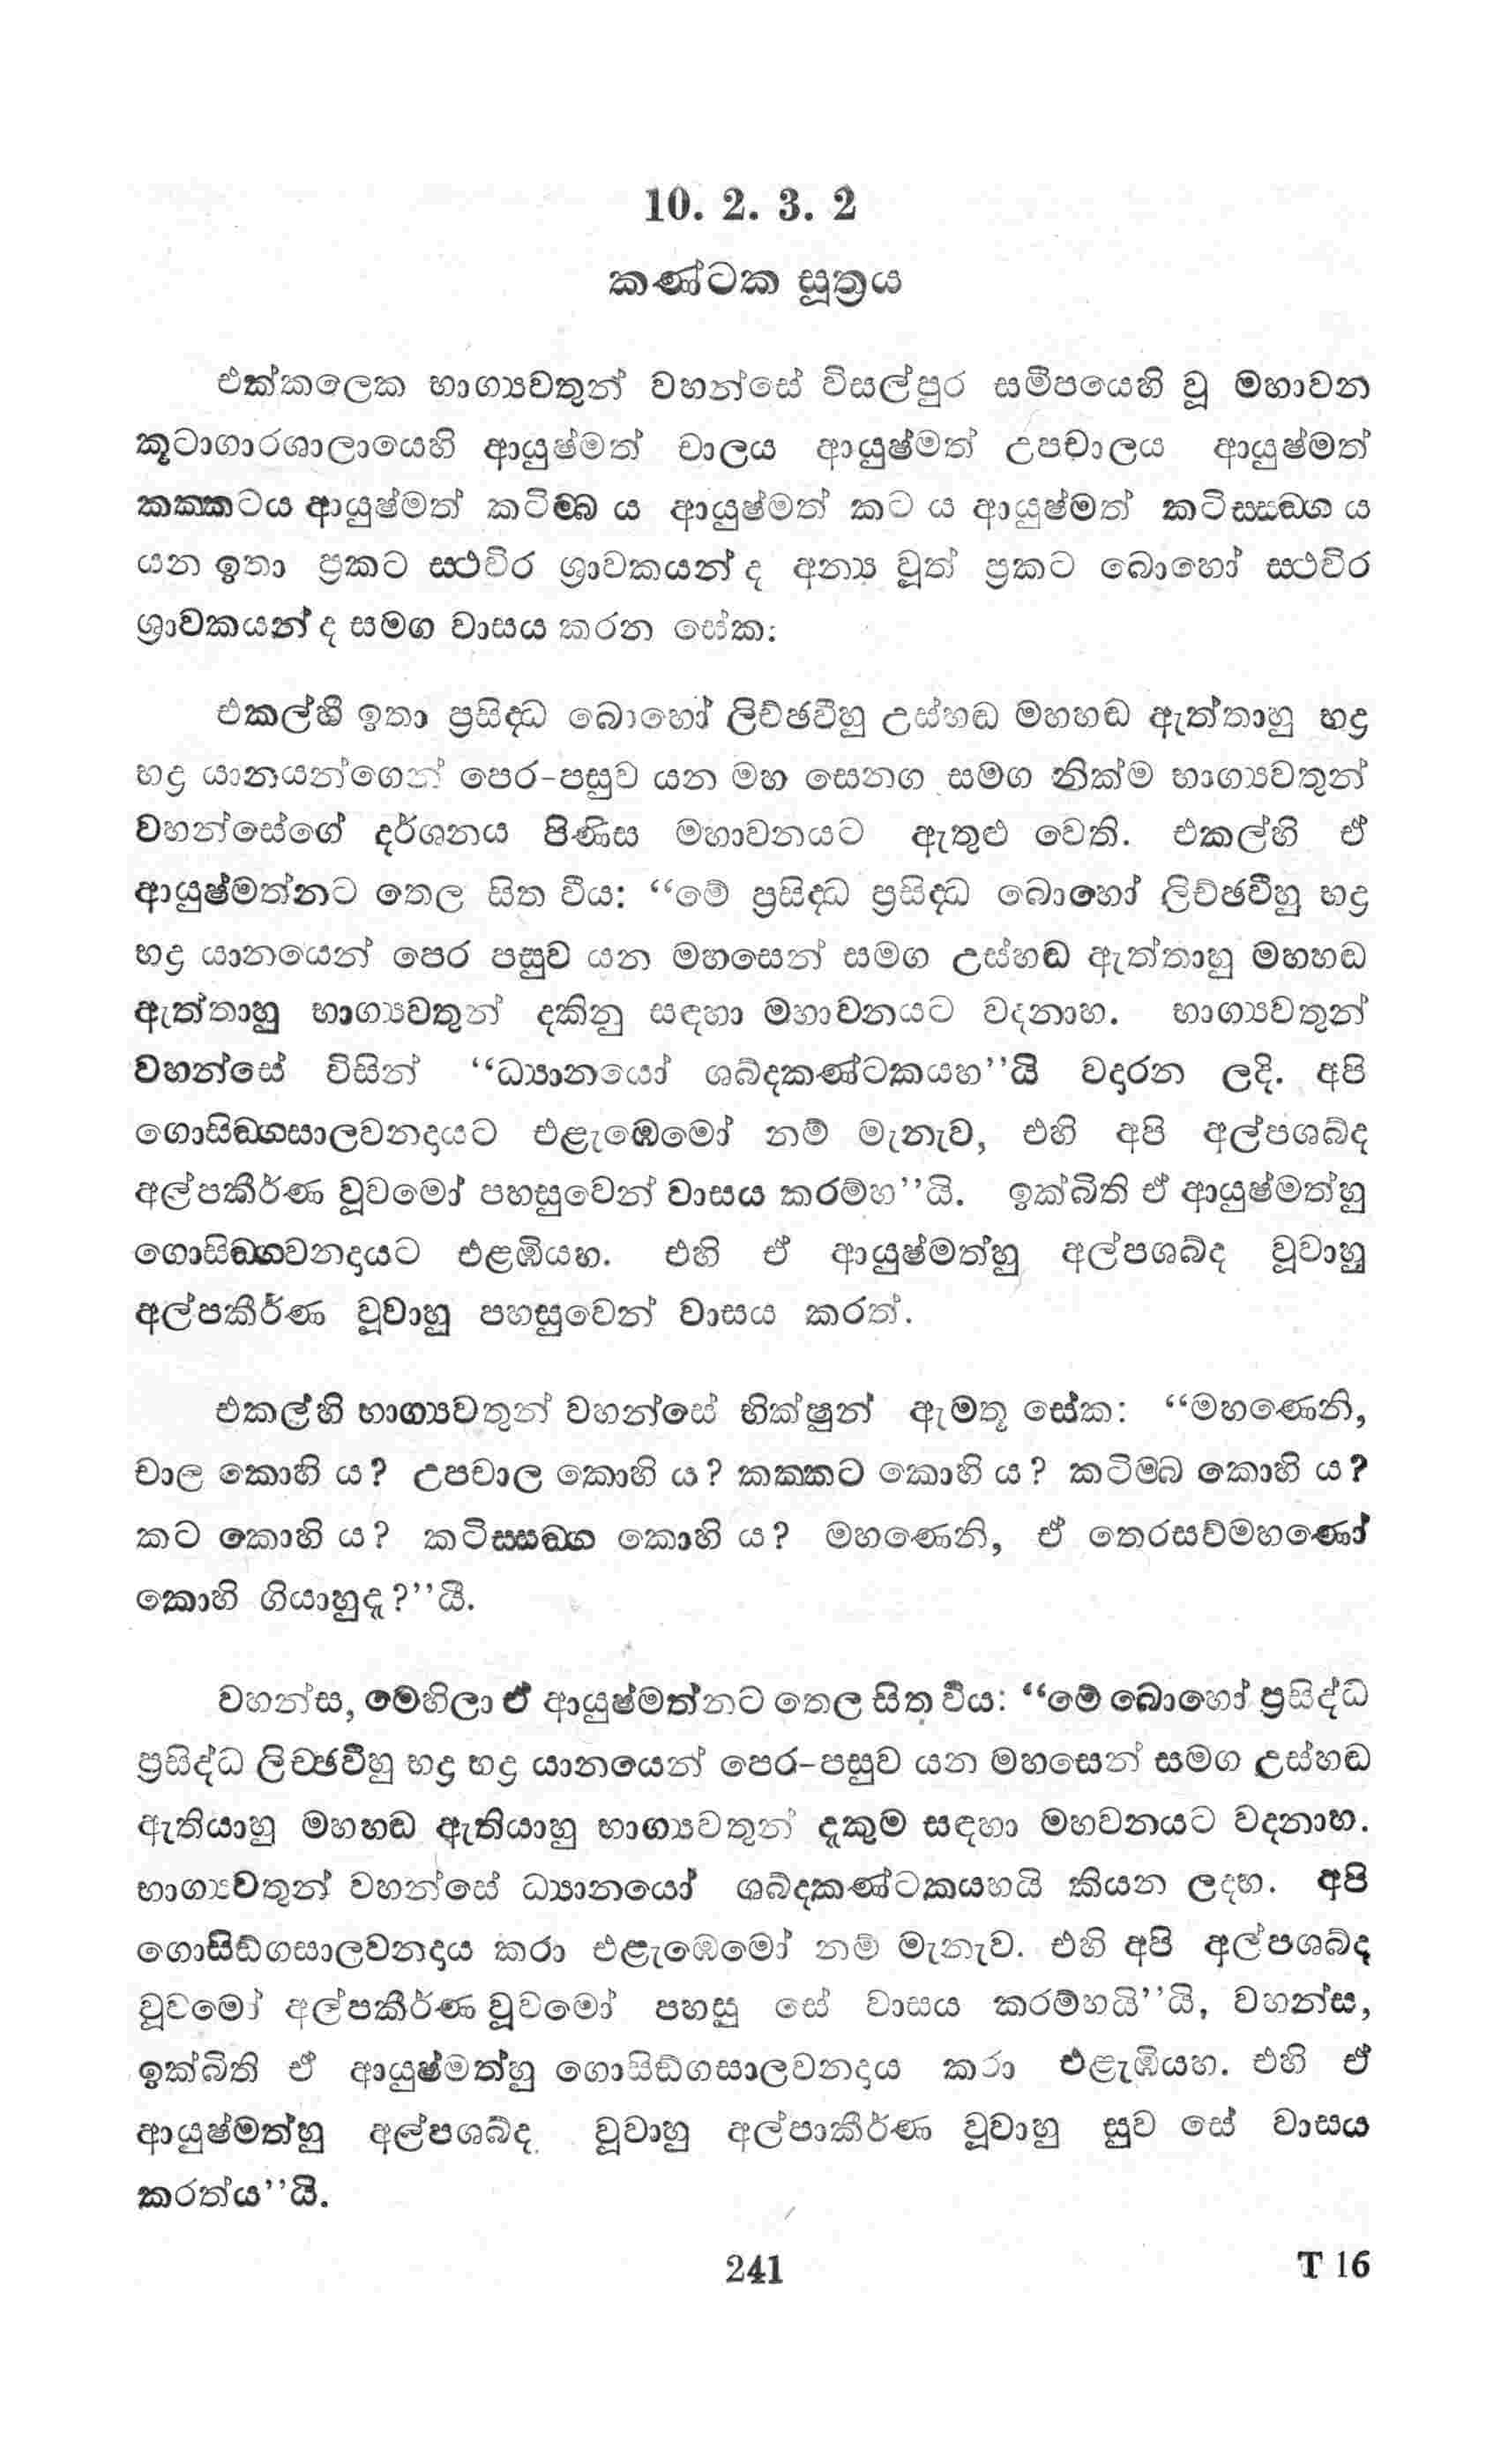 10. 2. 3. 2
කණ්ටක සූත්‍රය
එක්කලෙක භාග්‍යවතුන් වහන්සේ විසල්පුර සමීපයෙහි වූ මහාවන
කූටාගාරශාලායෙහි ආයුෂ්මත් චාලය ආයුෂ්මත් උපචාලය ආයුෂ්මත්
කක‍්කටය ආයුෂ්මත් කටිම‍්බ ය ආයුෂ්මත් කට ය ආයුෂ්මත් කටිස‍්සඞ‍්ග ය
යන ඉතා ප්‍රකට ස‍්ථවිර ශ්‍රාවකයන් ද අන්‍ය වූත් ප්‍රකට බොහෝ ස‍්ථවිර
ශ්‍රාවකයන් ද සමග වාසය කරන සේක:
එකල්හි ඉතා ප්‍රසිද්ධ බොහෝ ලිච්ඡවීහු උස්හඬ මහහඬ ඇත්තාහු භද්‍ර
භද්‍ර යානයන්ගෙන් පෙර-පසුව යන මහ සෙනග සමග නික්ම භාග්‍යවතුන්
වහන්සේගේ දර්ශනය පිණිස මහාවනයට ඇතුළු වෙති. එකල්හි ඒ
ආයුෂ්මත්නට තෙල සිත වීය: “මේ ප්‍රසිද්ධ ප්‍රසිද්ධ බොහෝ ලිච්ඡවීහු භද්‍ර
භද්‍ර යානයෙන් පෙර පසුව යන මහසෙන් සමග උස්හඬ ඇත්තාහු මහහඬ
ඇත්තාහු භාග්‍යවතුන් දකිනු සඳහා මහාවනයට වදනාහ. භාග්‍යවතුන්
වහන්සේ විසින් “ධ්‍යානයෝ ශබ්දකණ්ටකයහ”යි වදාරන ලදි. අපි
ගොසිඞ‍්ගසාලවනදායට එළැඹෙමෝ නම් මැනැව, එහි අපි අල්පශබ්ද
අල්පකීර්ණ වූවමෝ පහසුවෙන් වාසය කරම්හ”යි. ඉක්බිති ඒ ආයුෂ්මත්හු
ගොසිඞ‍්ගවනදායට එළඹියහ. එහි ඒ ආයුෂ්මත්හු අල්පශබ්ද වූවාහු
අල්පකීර්ණ වූවාහු පහසුවෙන් වාසය කරත්.
එකල්හි භාග්‍යවතුන් වහන්සේ භික්ෂුන් ඇමතූ සේක: “මහණෙනි,
චාල කොහි ය? උපචාල කොහි ය? කක‍්කට කොහි ය? කටිම‍්බ කොහි ය?
කට කොහි ය? කටිස‍්සඞ‍්ග කොහි ය? මහණෙනි, ඒ තෙරසව්මහණෝ
කොහි ගියාහුදැ?”යි.
වහන්ස, මෙහිලා ඒ ආයුෂ්මත්නට තෙල සිත වීය: “මේ බොහෝ ප්‍රසිද්ධ
ප්‍රසිද්ධ ලිච‍්ඡවීහු භද්‍ර භද්‍ර යානයෙන් පෙර-පසුව යන මහසෙන් සමග උස්හඬ
ඇතියාහු මහහඬ ඇතියාහු භාග්‍යවතුන් දැකුම සඳහා මහවනයට වදනාහ.
භාග්‍යවතුන් වහන්සේ ධ්‍යානයෝ ශබ්දකණ්ටකයහයි කියන ලදහ. අපි
ගොසිඞ්ගසාලවනදාය කරා එළැඹෙමෝ නම් මැනැව. එහි අපි අල්පශබ්ද
වූවමෝ අල්පකීර්ණ වූවමෝ පහසු සේ වාසය කරම්හයි”යි, වහන්ස,
ඉක්බිති ඒ ආයුෂ්මත්හු ගොසිඞ්ගසාලවනදාය කරා එළැඹියහ. එහි ඒ
ආයුෂ්මත්හු අල්පශබ්ද වූවාහු අල්පාකීර්ණ වූවාහු සුව සේ වාසය
කරත්ය”යි.
241
T 16